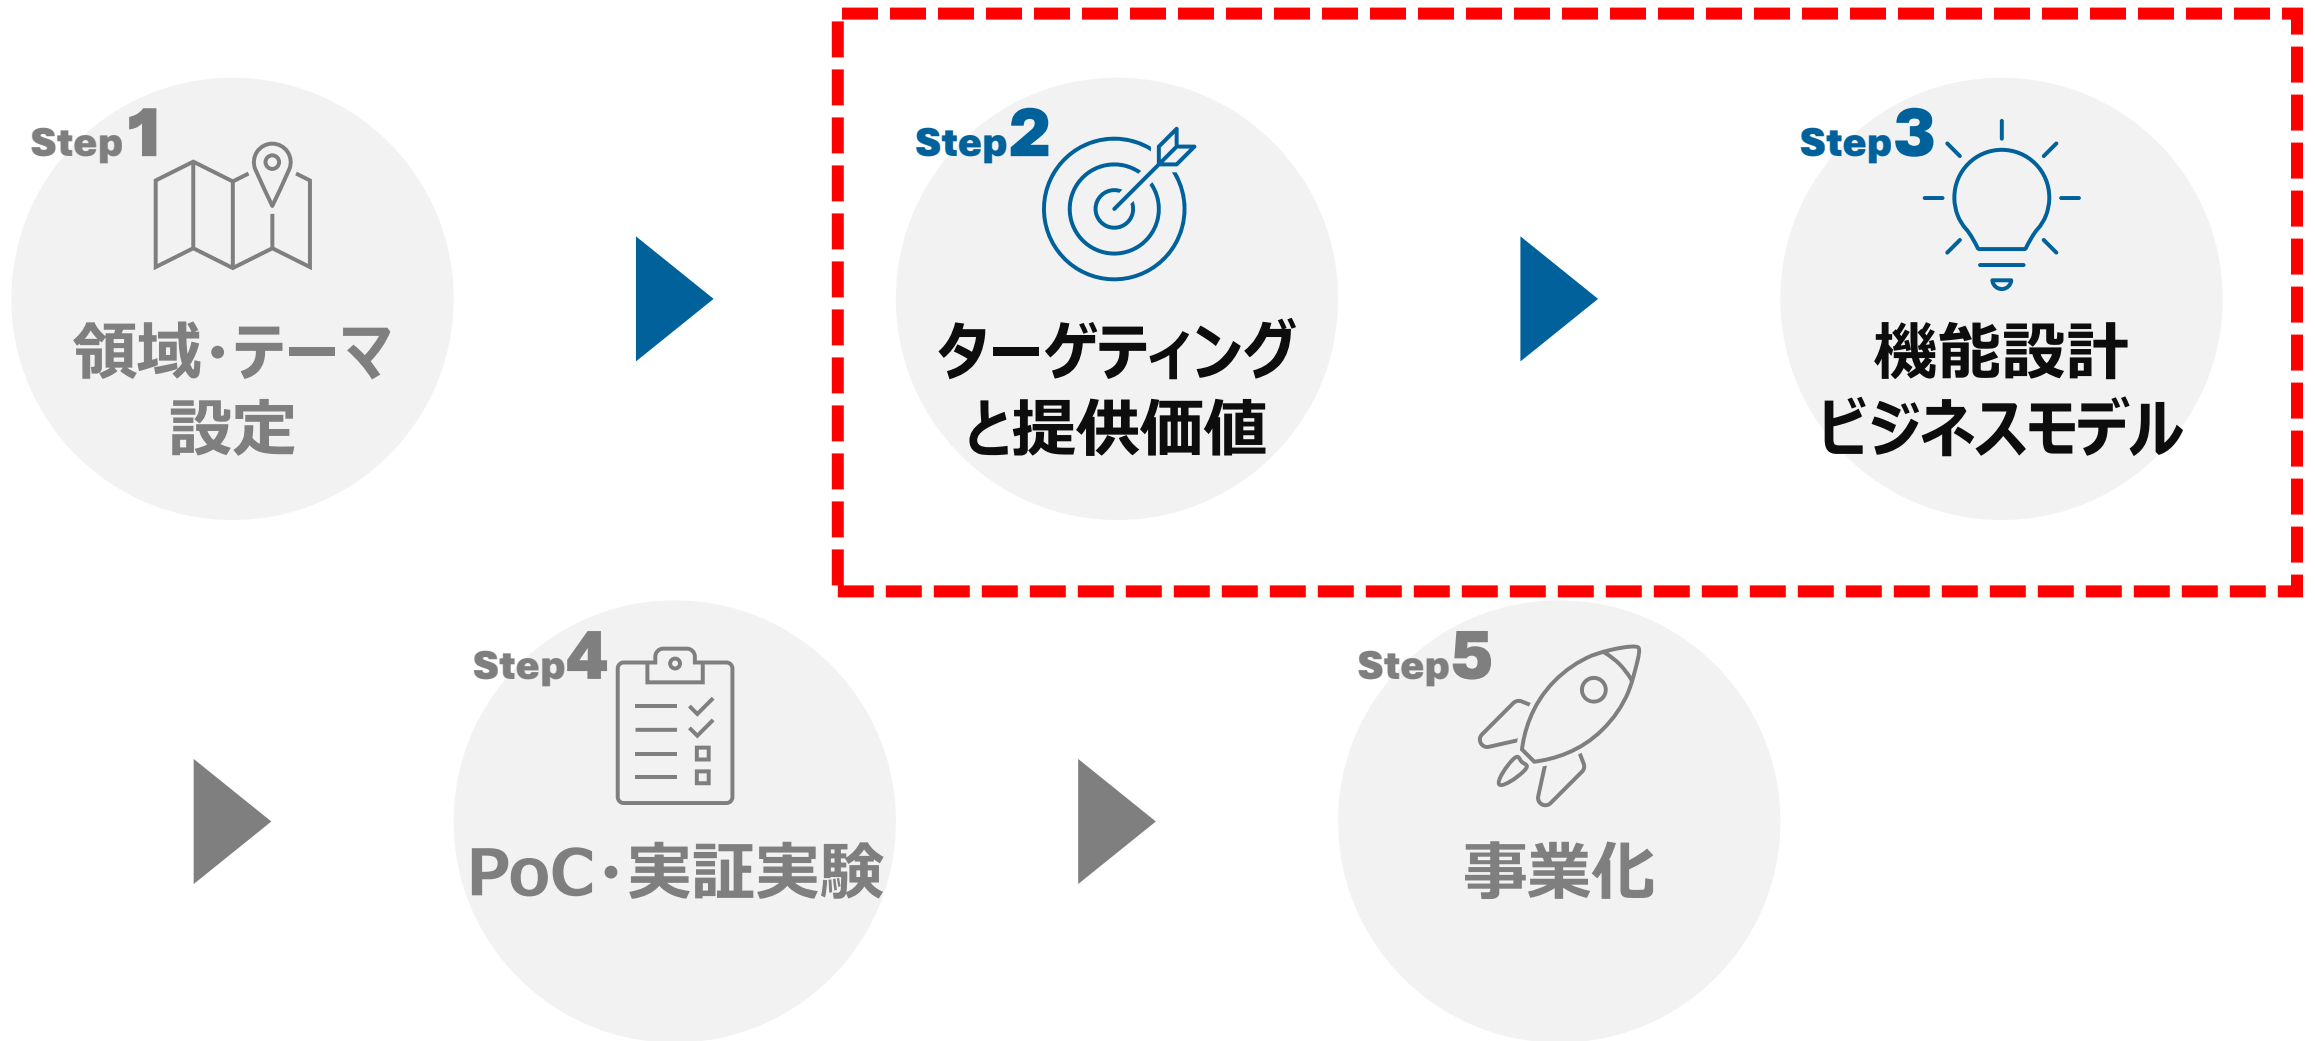 Step1
領域・テーマ
設定
Step2
ターゲティング
と提供価値
Step3
機能設計
ビジネスモデル
Step4
PoC・実証実験
Step5
事業化